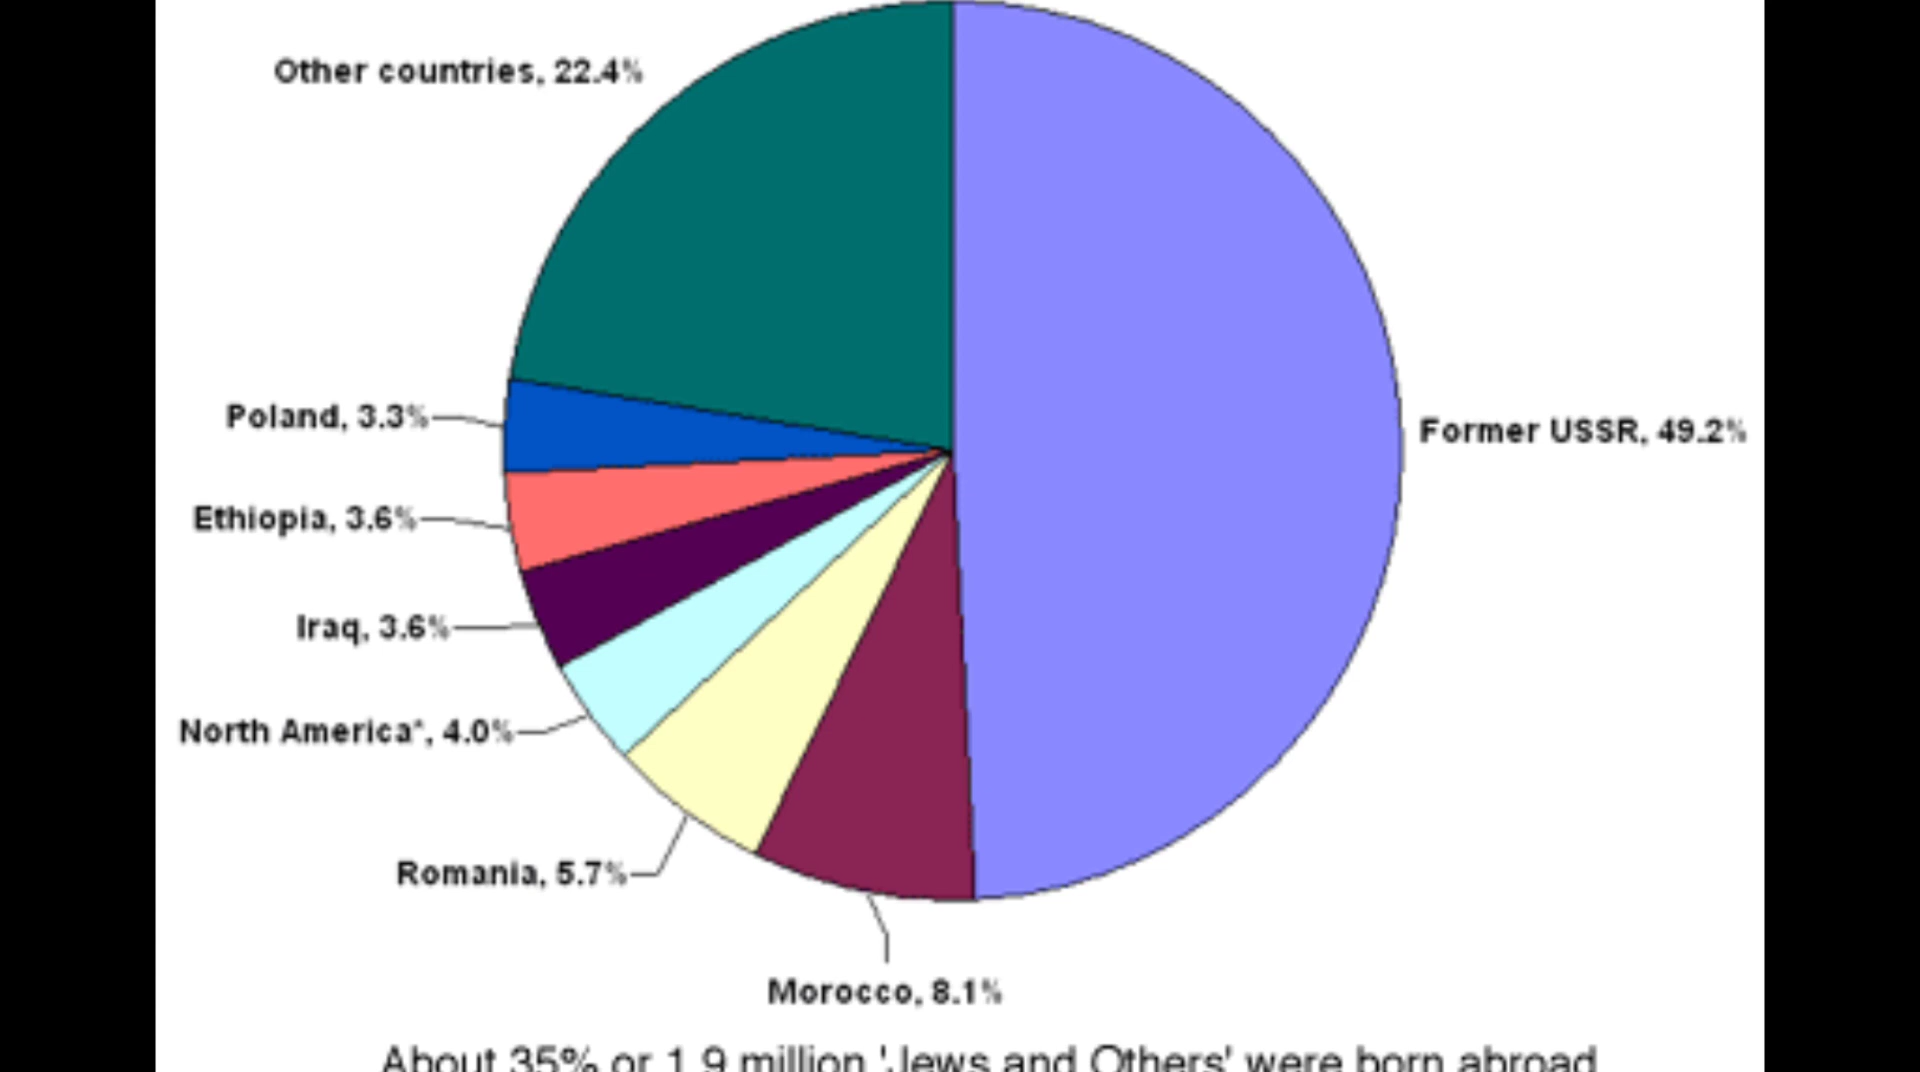 Other countries, 22.4%
Poland, 3.3%
Former USSR, 49.2%
Ethiopia, 3.6%
Iraq, 3.6%
North America*, 4.0%
Romania, 5.7%
Morocco, 8.1%
About 35% or 1.9 million 'Jews and Others' were born abroad